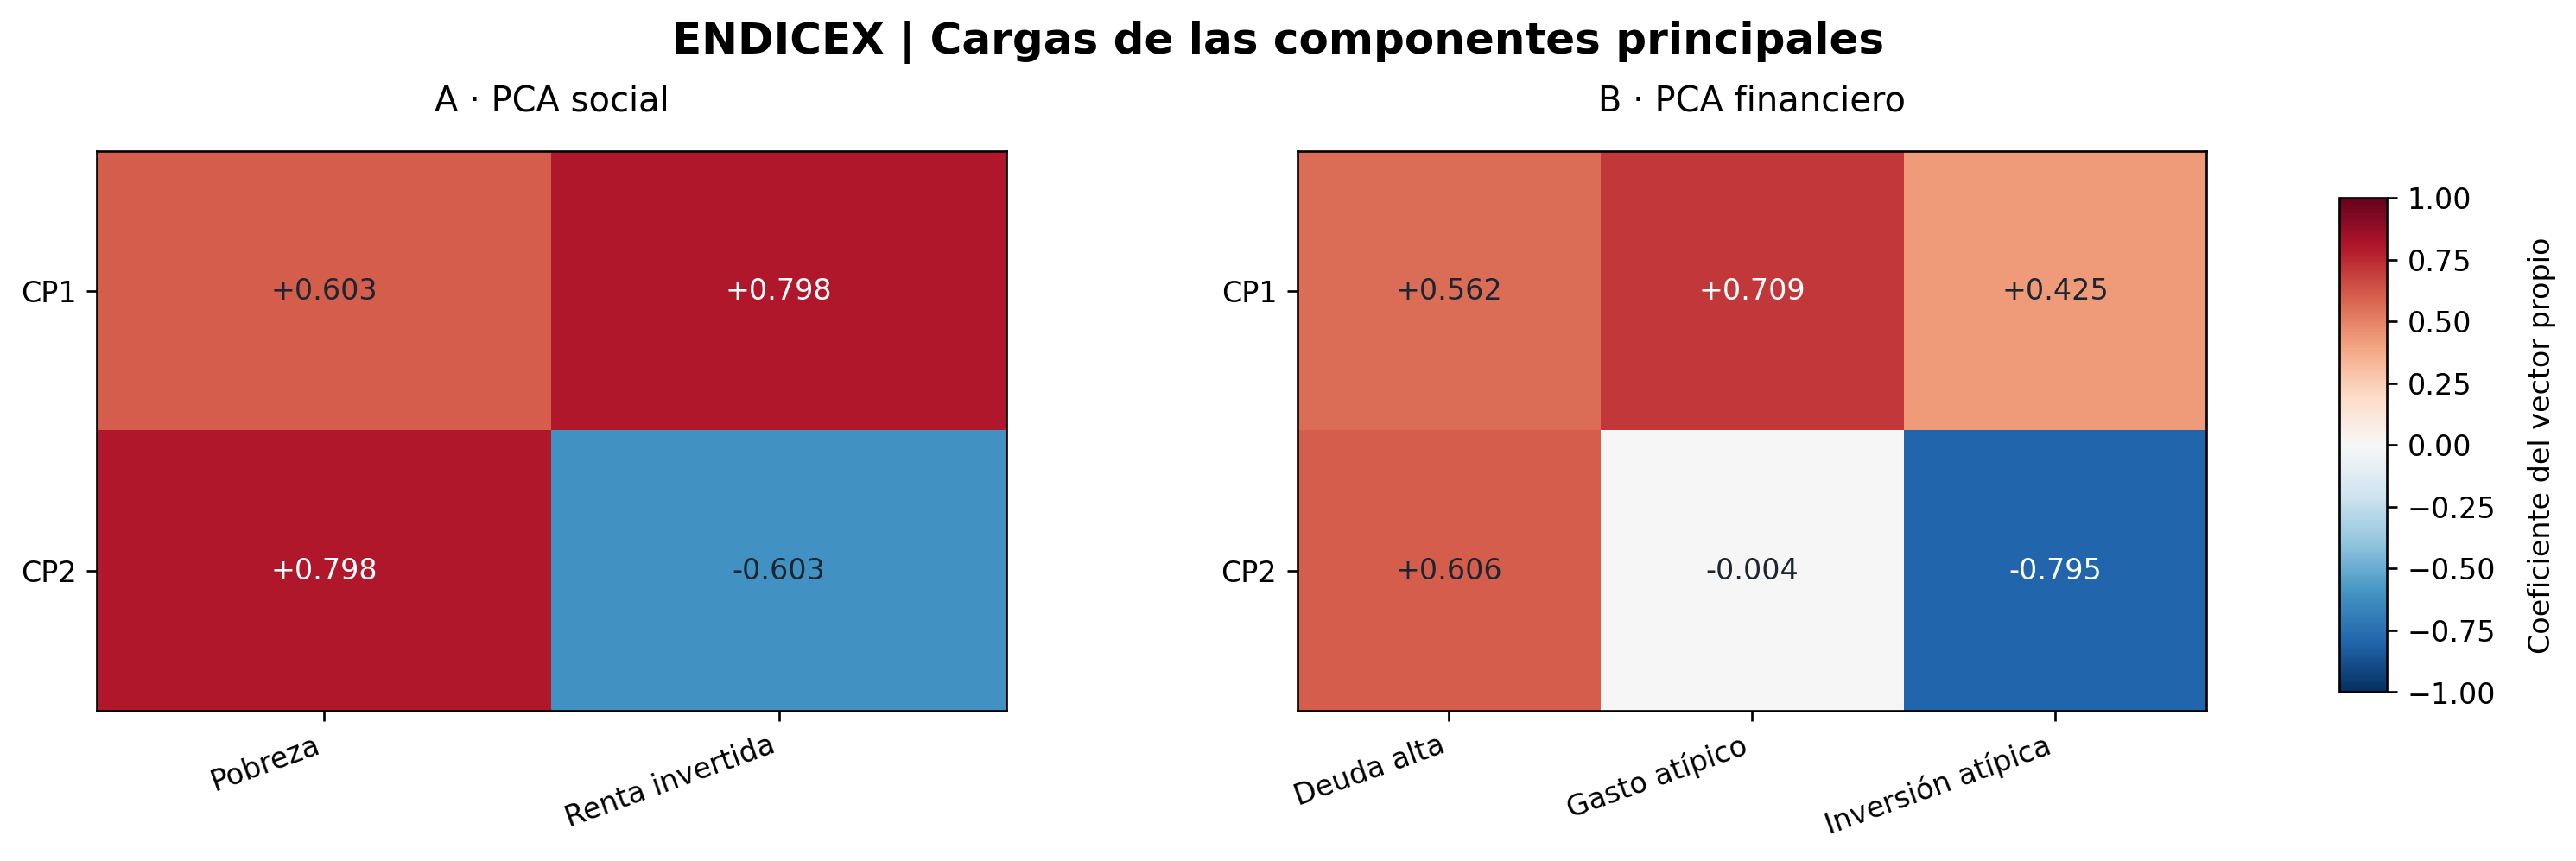 ENDICEX | Cargas de las componentes principales
A · PCA social
CP1
+0.603
+0.798
CP2
+0.798
-0.603
Pobreza
Renta invertida
B · PCA financiero
CP1
+0.562
+0.709
+0.425
CP2
+0.606
-0.004
-0.795
Deuda alta
Gasto atípico
Inversión atípica
1.00
0.75
0.50
0.25
0.00
−0.25
−0.50
−0.75
−1.00
Coeficiente del vector propio